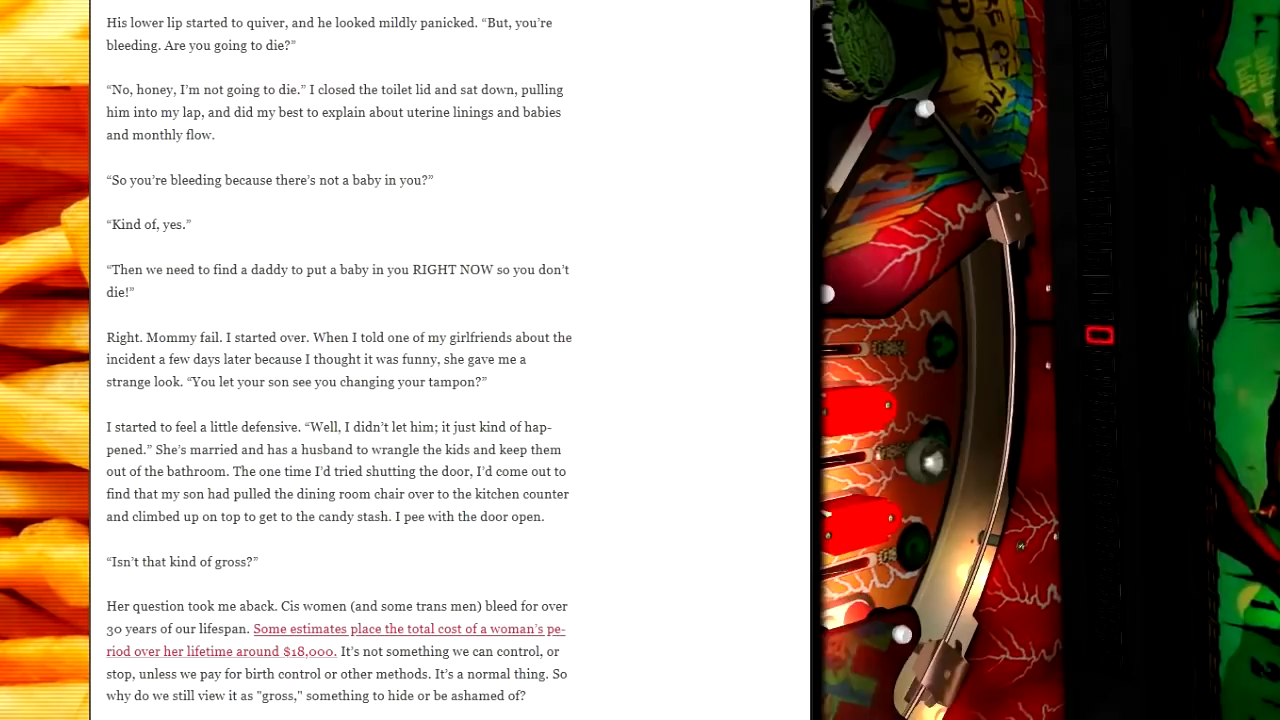 His lower lip started to quiver, and he looked mildly panicked. “But, you’re
bleeding. Are you going to die?”
“No, honey, I’m not going to die.” I closed the toilet lid and sat down, pulling
him into my lap, and did my best to explain about uterine linings and babies
and monthly flow.
“So you’re bleeding because there’s not a baby in you?”
“Kind of, yes.”
“Then we need to find a daddy to put a baby in you RIGHT NOW so you don’t
die!”
Right. Mommy fail. I started over. When I told one of my girlfriends about the
incident a few days later because I thought it was funny, she gave me a
strange look. “You let your son see you changing your tampon?”
I started to feel a little defensive. “Well, I didn’t let him; it just kind of hap-
pened.” She’s married and has a husband to wrangle the kids and keep them
out of the bathroom. The one time I’d tried shutting the door, I’d come out to
find that my son had pulled the dining room chair over to the kitchen counter
and climbed up on top to get to the candy stash. I pee with the door open.
“Isn’t that kind of gross?”
Her question took me aback. Cis women (and some trans men) bleed for over
30 years of our lifespan. Some estimates place the total cost of a woman’s pe-
riod over her lifetime around $18,000. It’s not something we can control, or
stop, unless we pay for birth control or other methods. It’s a normal thing. So
why do we still view it as "gross," something to hide or be ashamed of?
OF THE
PIT
0